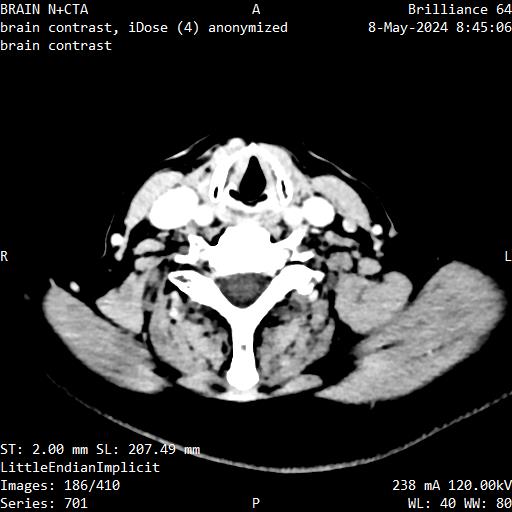 BRAIN N+CTA
A
Brilliance 64
brain contrast, iDose (4) anonymized
8-May-2024 8:45:06
brain contrast
R
L
ST: 2.00 mm SL: 207.49 mm
LittleEndianImplicit
Images: 186/410
238 mA 120.00kV
Series: 701
P
WL: 40 WW: 80